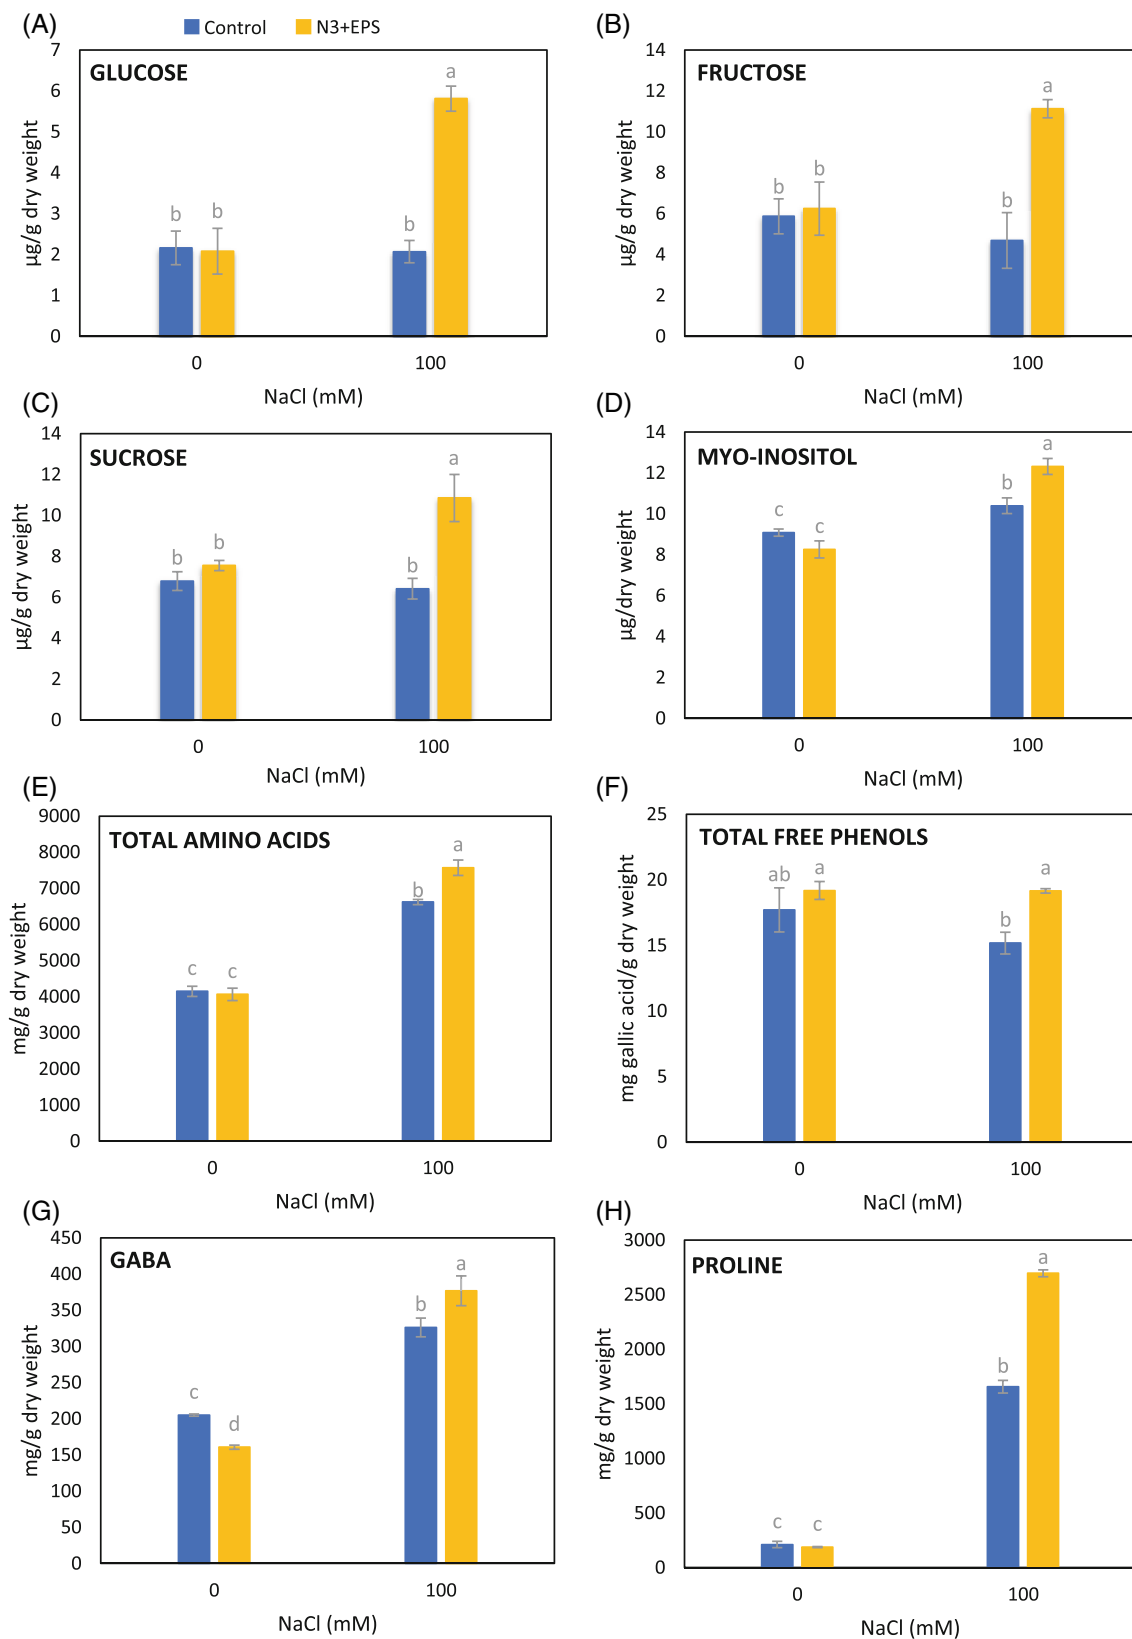 (A)
Control N3+EPS
GLUCOSE
7
6
5
4
3
2
1
0
µg/g dry weight
b b b a
0 100
NaCl (mM)
(B)
FRUCTOSE
14
12
10
8
6
4
2
0
µg/g dry weight
b b b a
0 100
NaCl (mM)
(C)
SUCROSE
14
12
10
8
6
4
2
0
µg/g dry weight
b b b a
0 100
NaCl (mM)
(D)
MYO-INOSITOL
14
12
10
8
6
4
2
0
µg/dry weight
c c b a
0 100
NaCl (mM)
(E)
TOTAL AMINO ACIDS
9000
8000
7000
6000
5000
4000
3000
2000
1000
0
mg/g dry weight
c c b a
0 100
NaCl (mM)
(F)
TOTAL FREE PHENOLS
25
20
15
10
5
0
mg gallic acid/g dry weight
ab a b a
0 100
NaCl (mM)
(G)
GABA
450
400
350
300
250
200
150
100
50
0
mg/g dry weight
c d b a
0 100
NaCl (mM)
(H)
PROLINE
3000
2500
2000
1500
1000
500
0
mg/g dry weight
c c b a
0 100
NaCl (mM)